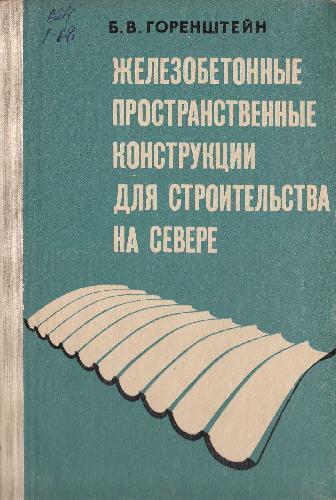 Б. В. ГОРЕНШТЕЙН
ЖЕЛЕЗОБЕТОННЫЕ
ПРОСТРАНСТВЕННЫЕ
КОНСТРУКЦИИ
ДЛЯ СТРОИТЕЛЬСТВА
НА СЕВЕРЕ